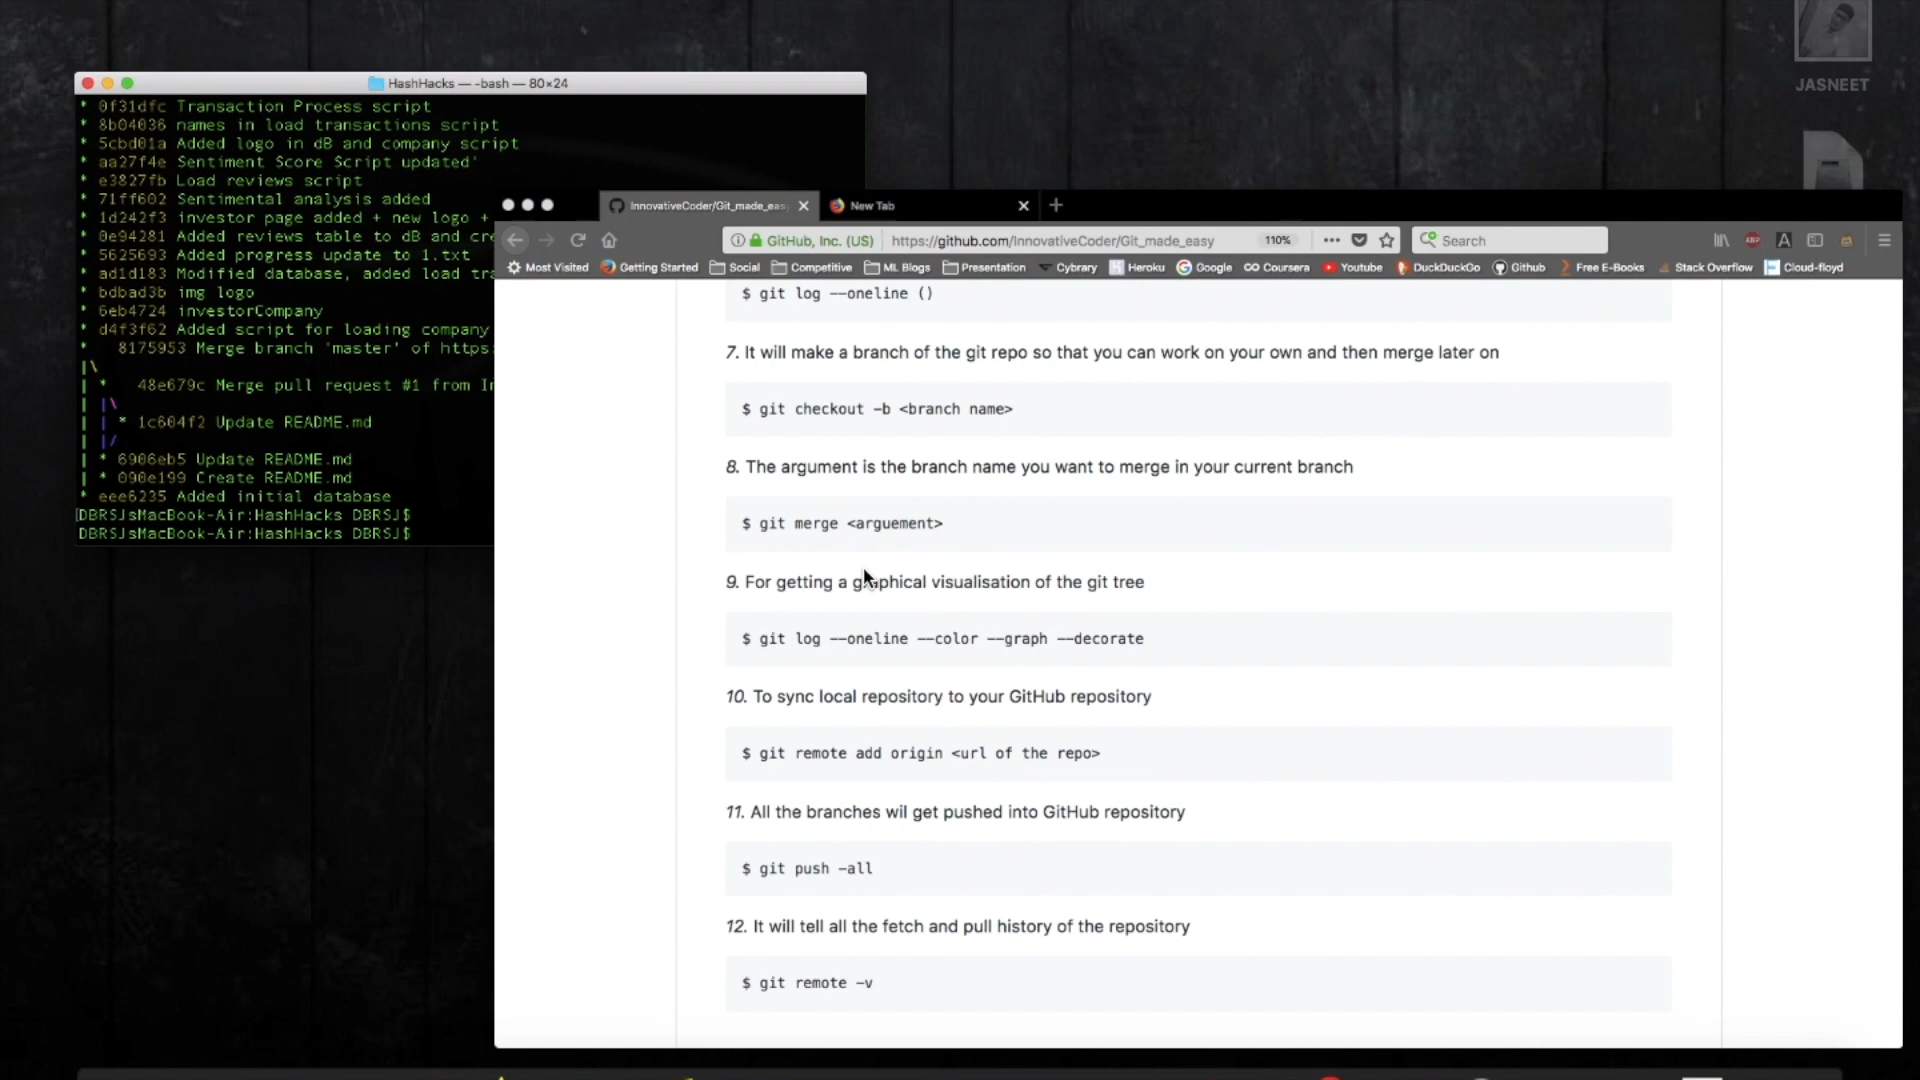 JASNEET
HashHacks — -bash — 80×24
* 0f31dfc Transaction Process script
* 8b04036 names in load transactions script
* 5cbd01a Added logo in dB and company script
* aa27f4e Sentiment Score Script updated'
* e3827fb Load reviews script
* 71ff602 Sentimental analysis added
* 1d242f3 investor page added + new logo +
* 0e94281 Added reviews table to dB and cre
* 5625693 Added progress update to 1.txt
* ad1d183 Modified database, added load tra
* bdbad3b img logo
* 6eb4724 investorCompany
* d4f3f62 Added script for loading company
* 8175953 Merge branch 'master' of https:
|\
| * 48e679c Merge pull request #1 from In
| |\
| | * 1c604f2 Update README.md
| |/
| * 6906eb5 Update README.md
| * 090e199 Create README.md
* eee6235 Added initial database
DBRSJsMacBook-Air:HashHacks DBRSJ$
DBRSJsMacBook-Air:HashHacks DBRSJ$
InnovativeCoder/Git_made_eas
New Tab
GitHub, Inc. (US) https://github.com/InnovativeCoder/Git_made_easy 110% Search
Most Visited Getting Started Social Competitive ML Blogs Presentation Cybrary Heroku Google Coursera Youtube DuckDuckGo Github Free E-Books Stack Overflow Cloud-floyd
$ git log --oneline ()
7. It will make a branch of the git repo so that you can work on your own and then merge later on
$ git checkout -b <branch name>
8. The argument is the branch name you want to merge in your current branch
$ git merge <arguement>
9. For getting a graphical visualisation of the git tree
$ git log --oneline --color --graph --decorate
10. To sync local repository to your GitHub repository
$ git remote add origin <url of the repo>
11. All the branches wil get pushed into GitHub repository
$ git push -all
12. It will tell all the fetch and pull history of the repository
$ git remote -v